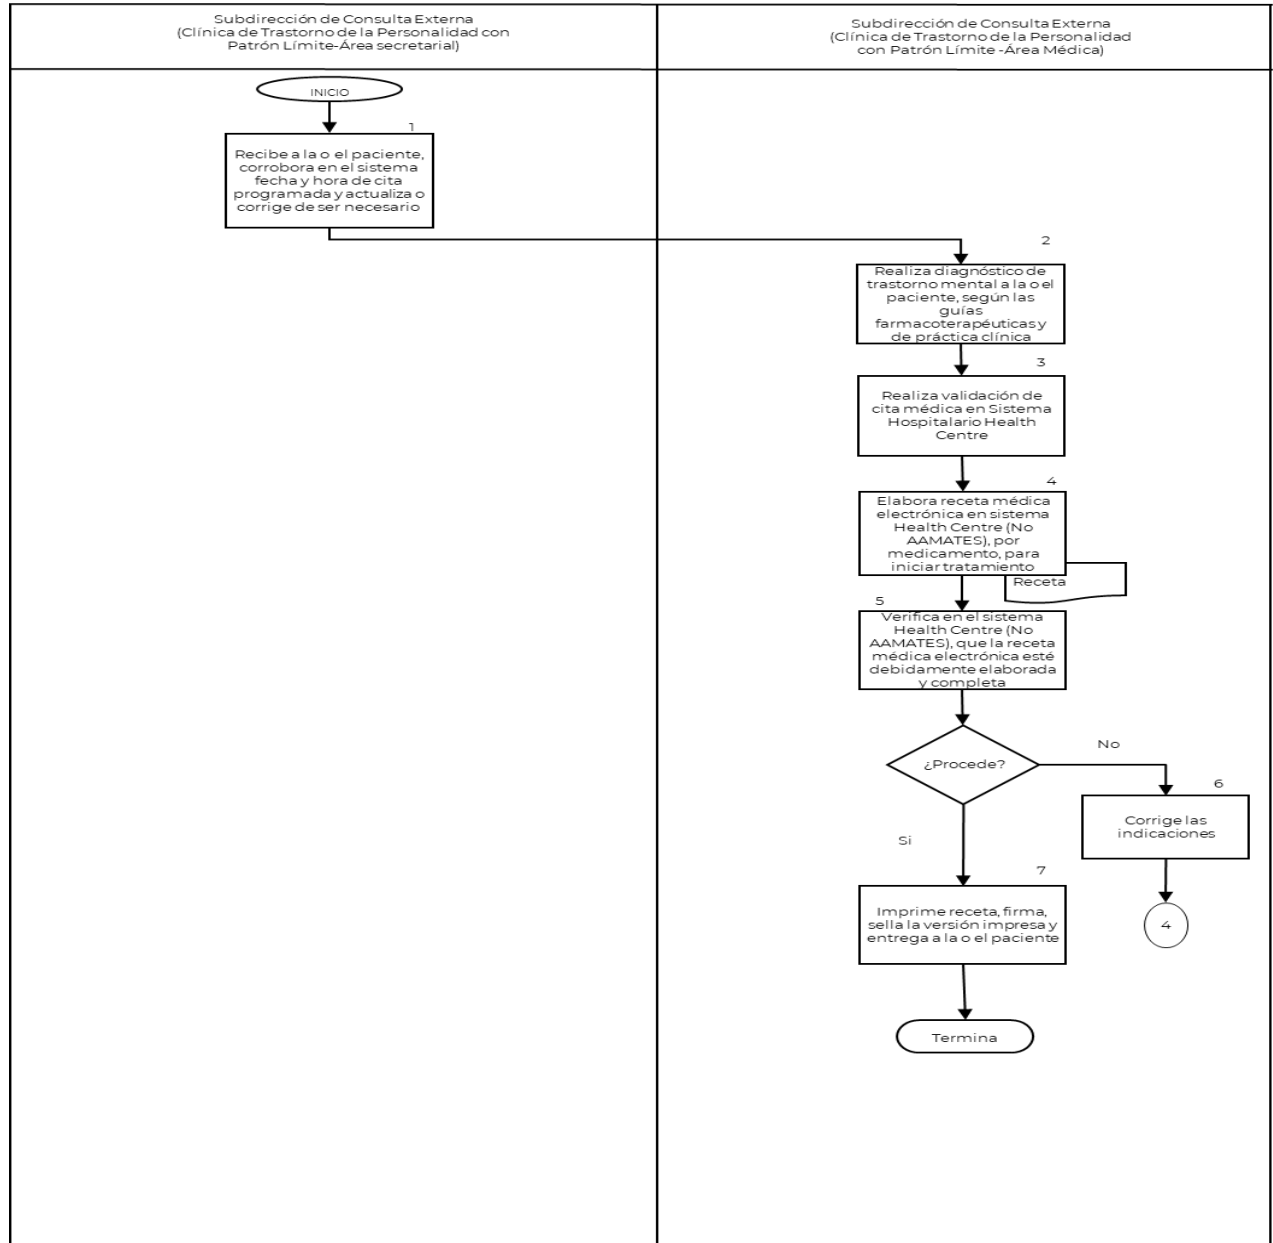 Subdirección de Consulta Externa
(Clínica de Trastorno de la Personalidad con
Patrón Límite-Área secretarial)
Subdirección de Consulta Externa
(Clínica de Trastorno de la Personalidad
con Patrón Límite -Área Médica)
INICIO
1
Recibe a la o el paciente,
corrobora en el sistema
fecha y hora de cita
programada y actualiza o
corrige de ser necesario
2
Realiza diagnóstico de
trastorno mental a la o el
paciente, según las
guías
farmacoterapéuticas y
de práctica clínica
3
Realiza validación de
cita médica en Sistema
Hospitalario Health
Centre
4
Elabora receta médica
electrónica en sistema
Health Centre (No
AAMATES), por
medicamento, para
iniciar tratamiento
Receta
5
Verifica en el sistema
Health Centre (No
AAMATES), que la receta
médica electrónica esté
debidamente elaborada
y completa
¿Procede?
No
6
Corrige las
indicaciones
4
Si
7
Imprime receta, firma,
sella la versión impresa y
entrega a la o el paciente
Termina